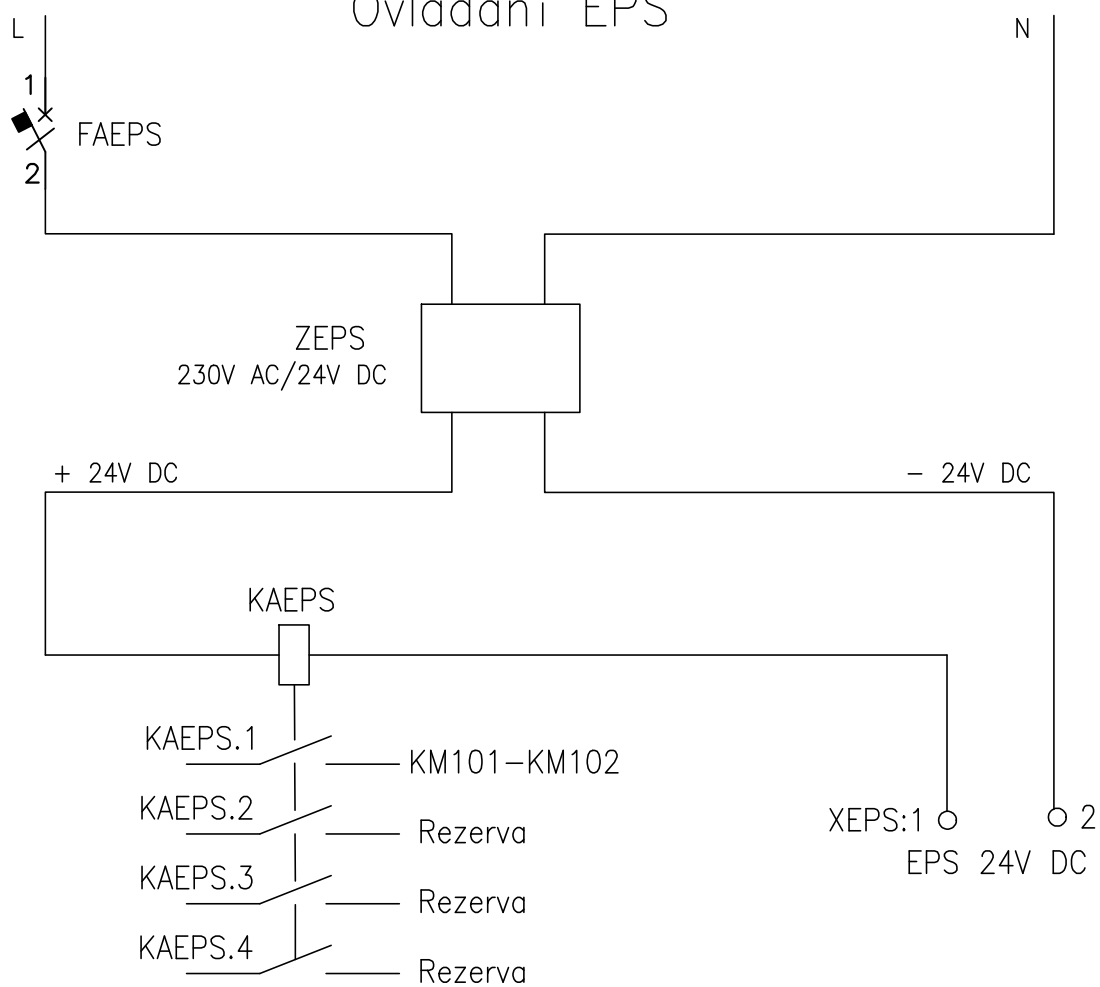 Ovládání EPS
L
N
1
FAEPS
2
ZEPS
230V AC/24V DC
+ 24V DC
- 24V DC
KAEPS
KAEPS.1
KM101-KM102
KAEPS.2
Rezerva
XEPS:1
2
EPS 24V DC
KAEPS.3
Rezerva
KAEPS.4
Rezerva